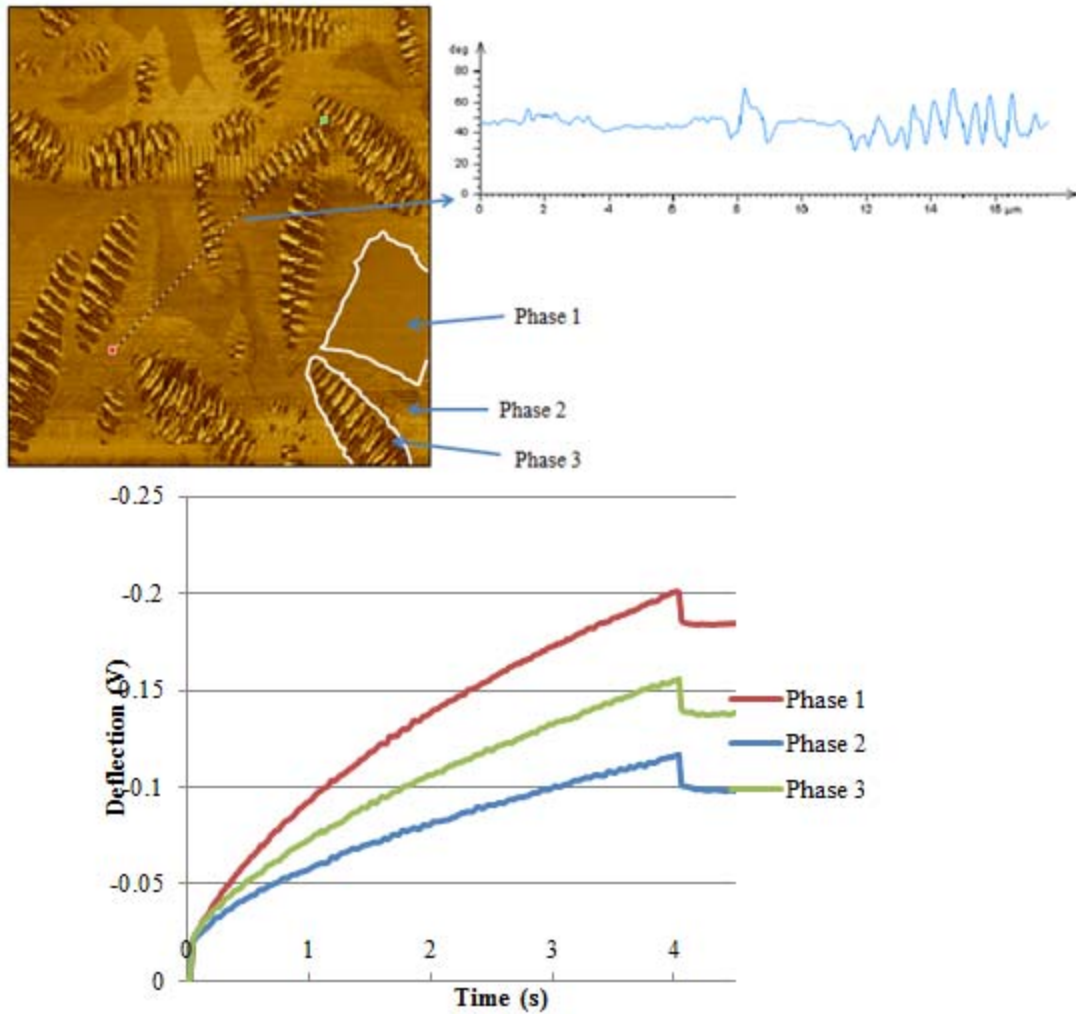 deg
80
60
40
20
0
0 2 4 6 8 10 12 14 16 µm
Phase 1
Phase 2
Phase 3
-0.25
-0.2
-0.15
-0.1
-0.05
0
Deflection (V)
0 1 2 3 4
Time (s)
Phase 1
Phase 2
Phase 3